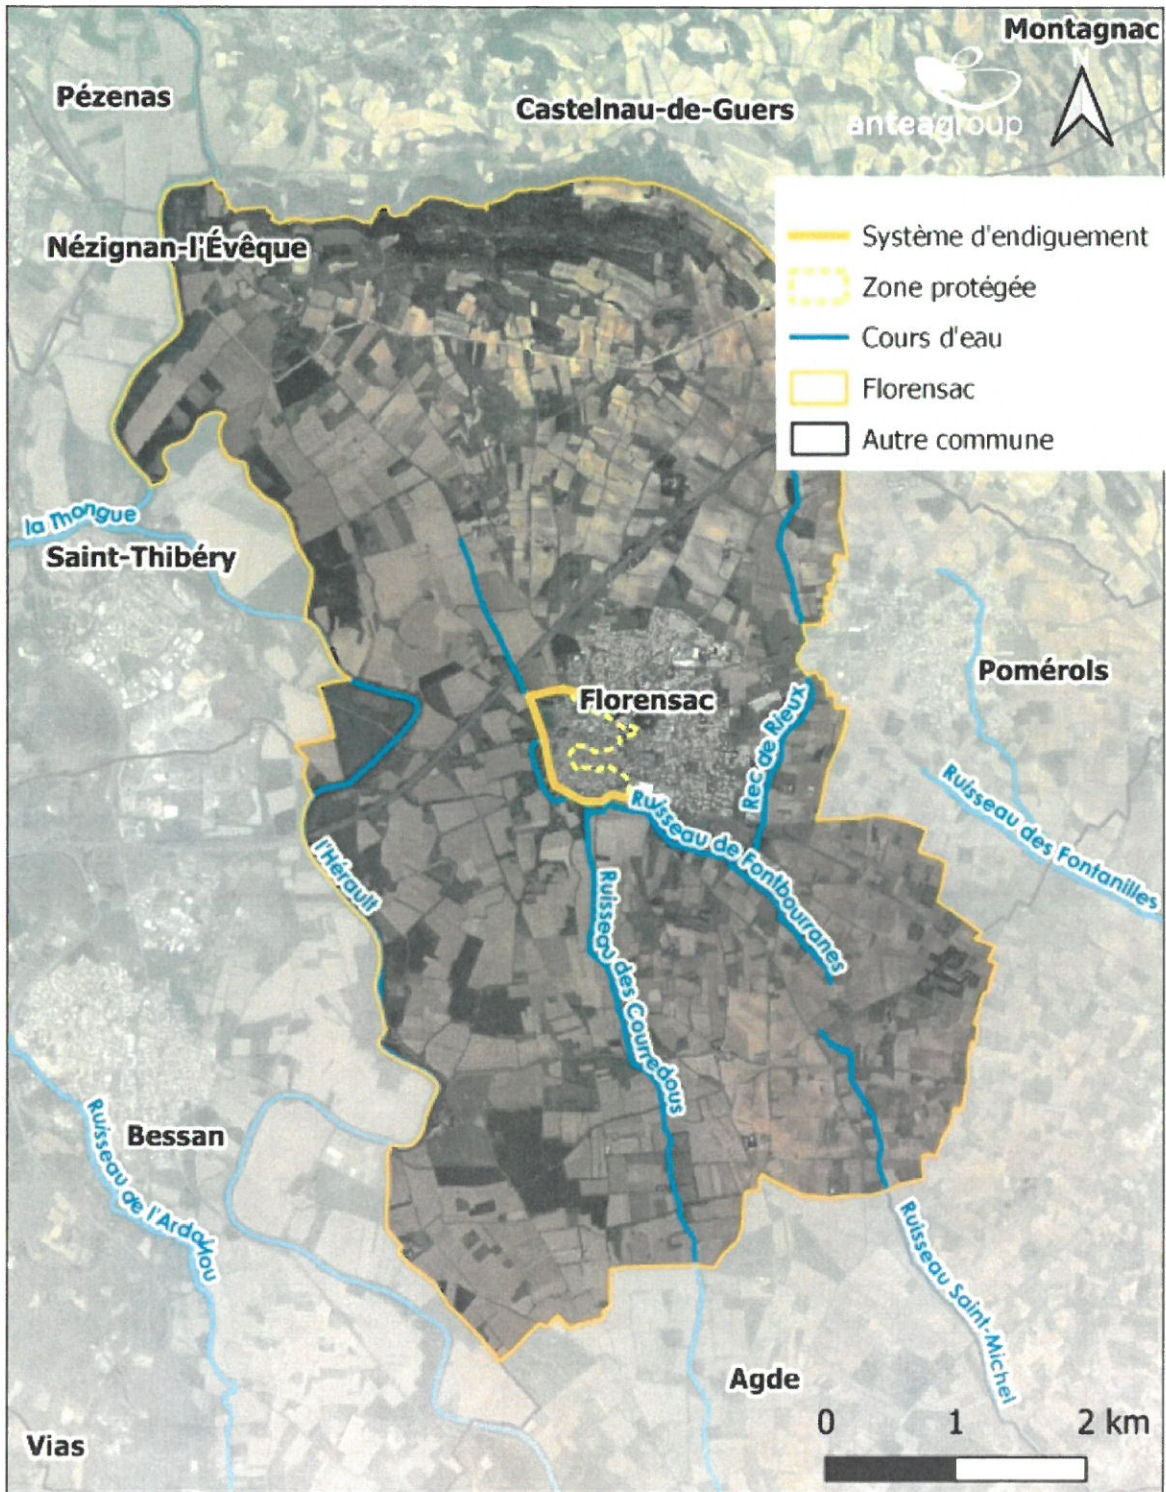 Montagnac
Pézenas
Castelnau-de-Guers
anteagroup
N
Nézignan-l'Évêque
Système d'endiguement
Zone protégée
Cours d'eau
Florensac
Autre commune
la Thongue
Saint-Thibéry
Florensac
Pomérols
Rec de Rieux
Ruisseau des Fontanilles
Ruisseau de Fontbourranes
l'Hérault
Ruisseau des Courredous
Bessan
Ruisseau de l'Ardaillou
Ruisseau Saint-Michel
Agde
0 1 2 km
Vias